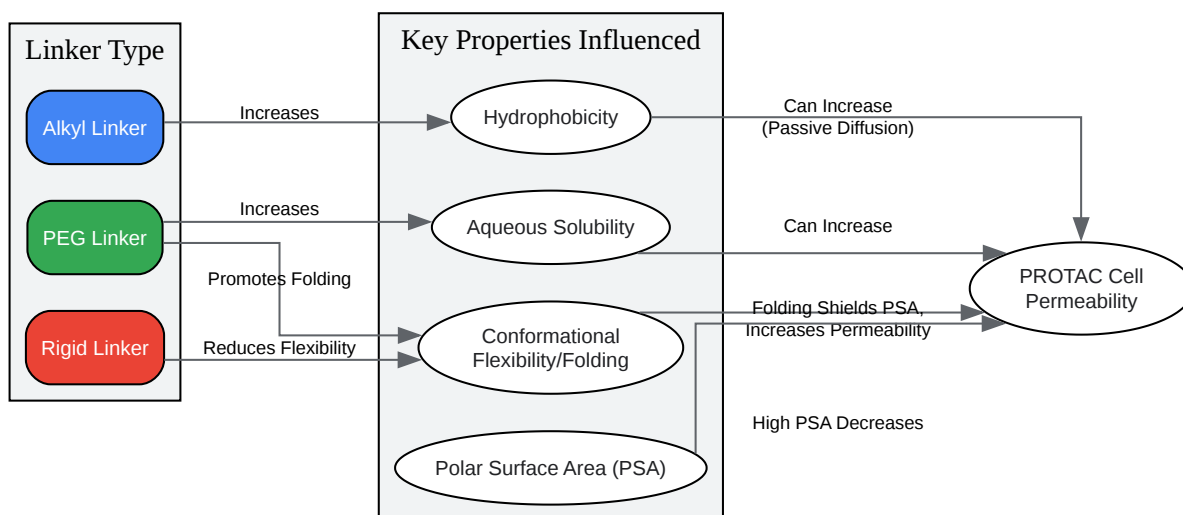 Linker Type
Key Properties Influenced
Alkyl Linker
Increases
Hydrophobicity
Can Increase
(Passive Diffusion)
PEG Linker
Increases
Aqueous Solubility
Can Increase
Promotes Folding
PROTAC Cell
Permeability
Rigid Linker
Reduces Flexibility
Conformational
Flexibility/Folding
Folding Shields PSA,
Increases Permeability
Polar Surface Area (PSA)
High PSA Decreases